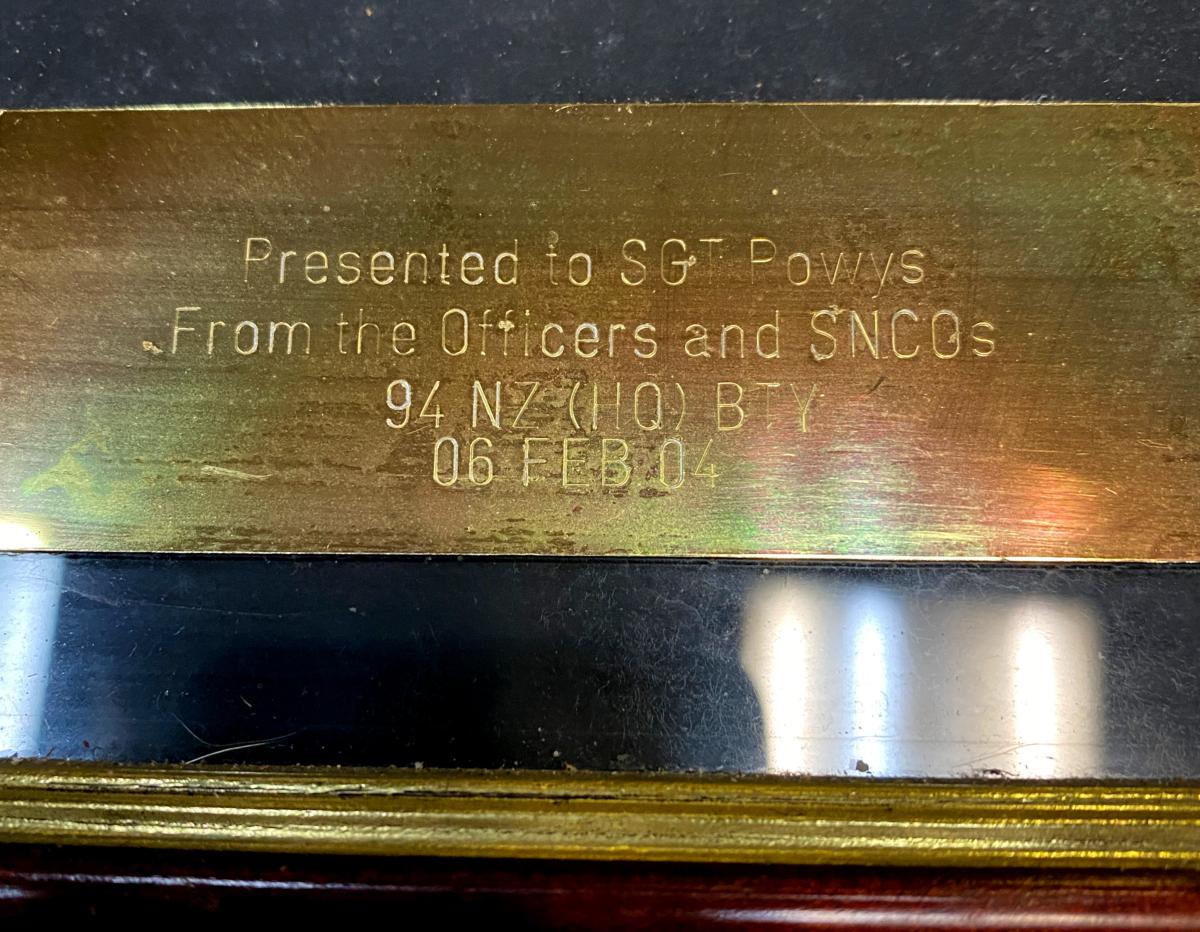 Presented to SGT Powys
From the Officers and SNCOs
94 NZ (HQ) BTY
06 FEB 04